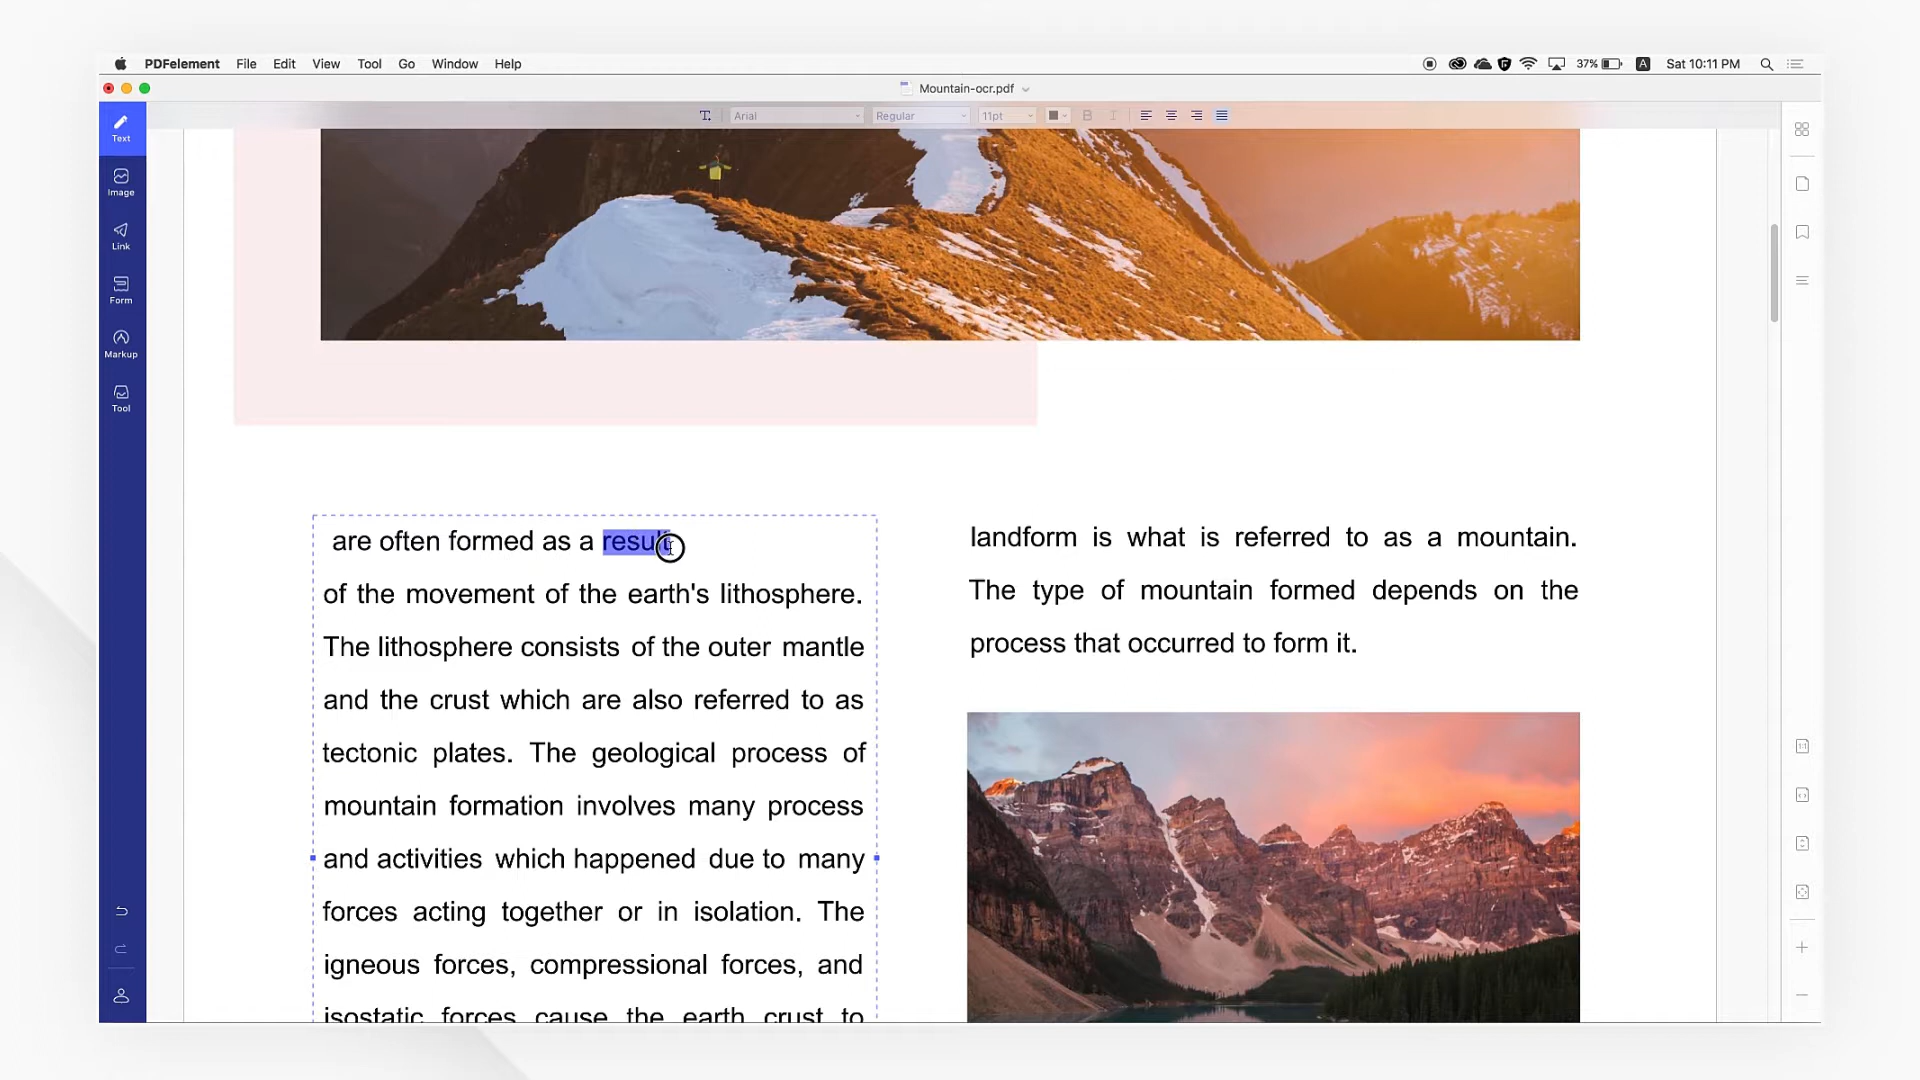 PDFelement File Edit View Tool Go Window Help 37% A Sat 10:11 PM
Mountain-ocr.pdf
Arial Regular 11pt B
Text
Image
Link
Form
Markup
Tool
are often formed as a result
of the movement of the earth's lithosphere.
The lithosphere consists of the outer mantle
and the crust which are also referred to as
tectonic plates. The geological process of
mountain formation involves many process
and activities which happened due to many
forces acting together or in isolation. The
igneous forces, compressional forces, and
isostatic forces cause the earth crust to
landform is what is referred to as a mountain.
The type of mountain formed depends on the
process that occurred to form it.